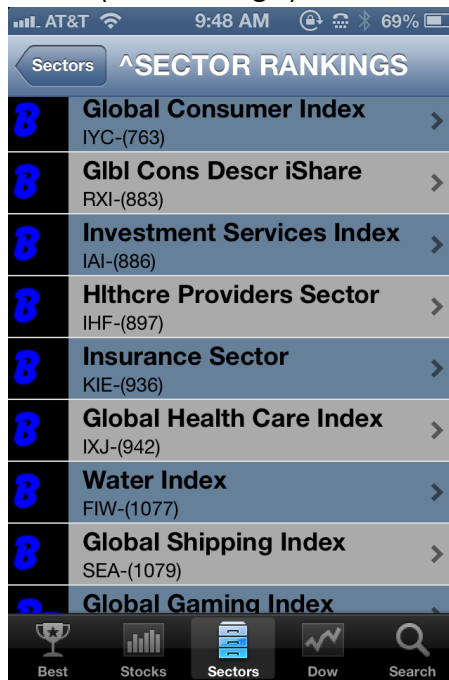 AT&T 9:48 AM 69%
Sectors ^SECTOR RANKINGS
B Global Consumer Index
IYC-(763)
B Glbl Cons Descr iShare
RXI-(883)
B Investment Services Index
IAI-(886)
B Hlthcre Providers Sector
IHF-(897)
B Insurance Sector
KIE-(936)
B Global Health Care Index
IXJ-(942)
B Water Index
FIW-(1077)
B Global Shipping Index
SEA-(1079)
Global Gaming Index
Best Stocks Sectors Dow Search